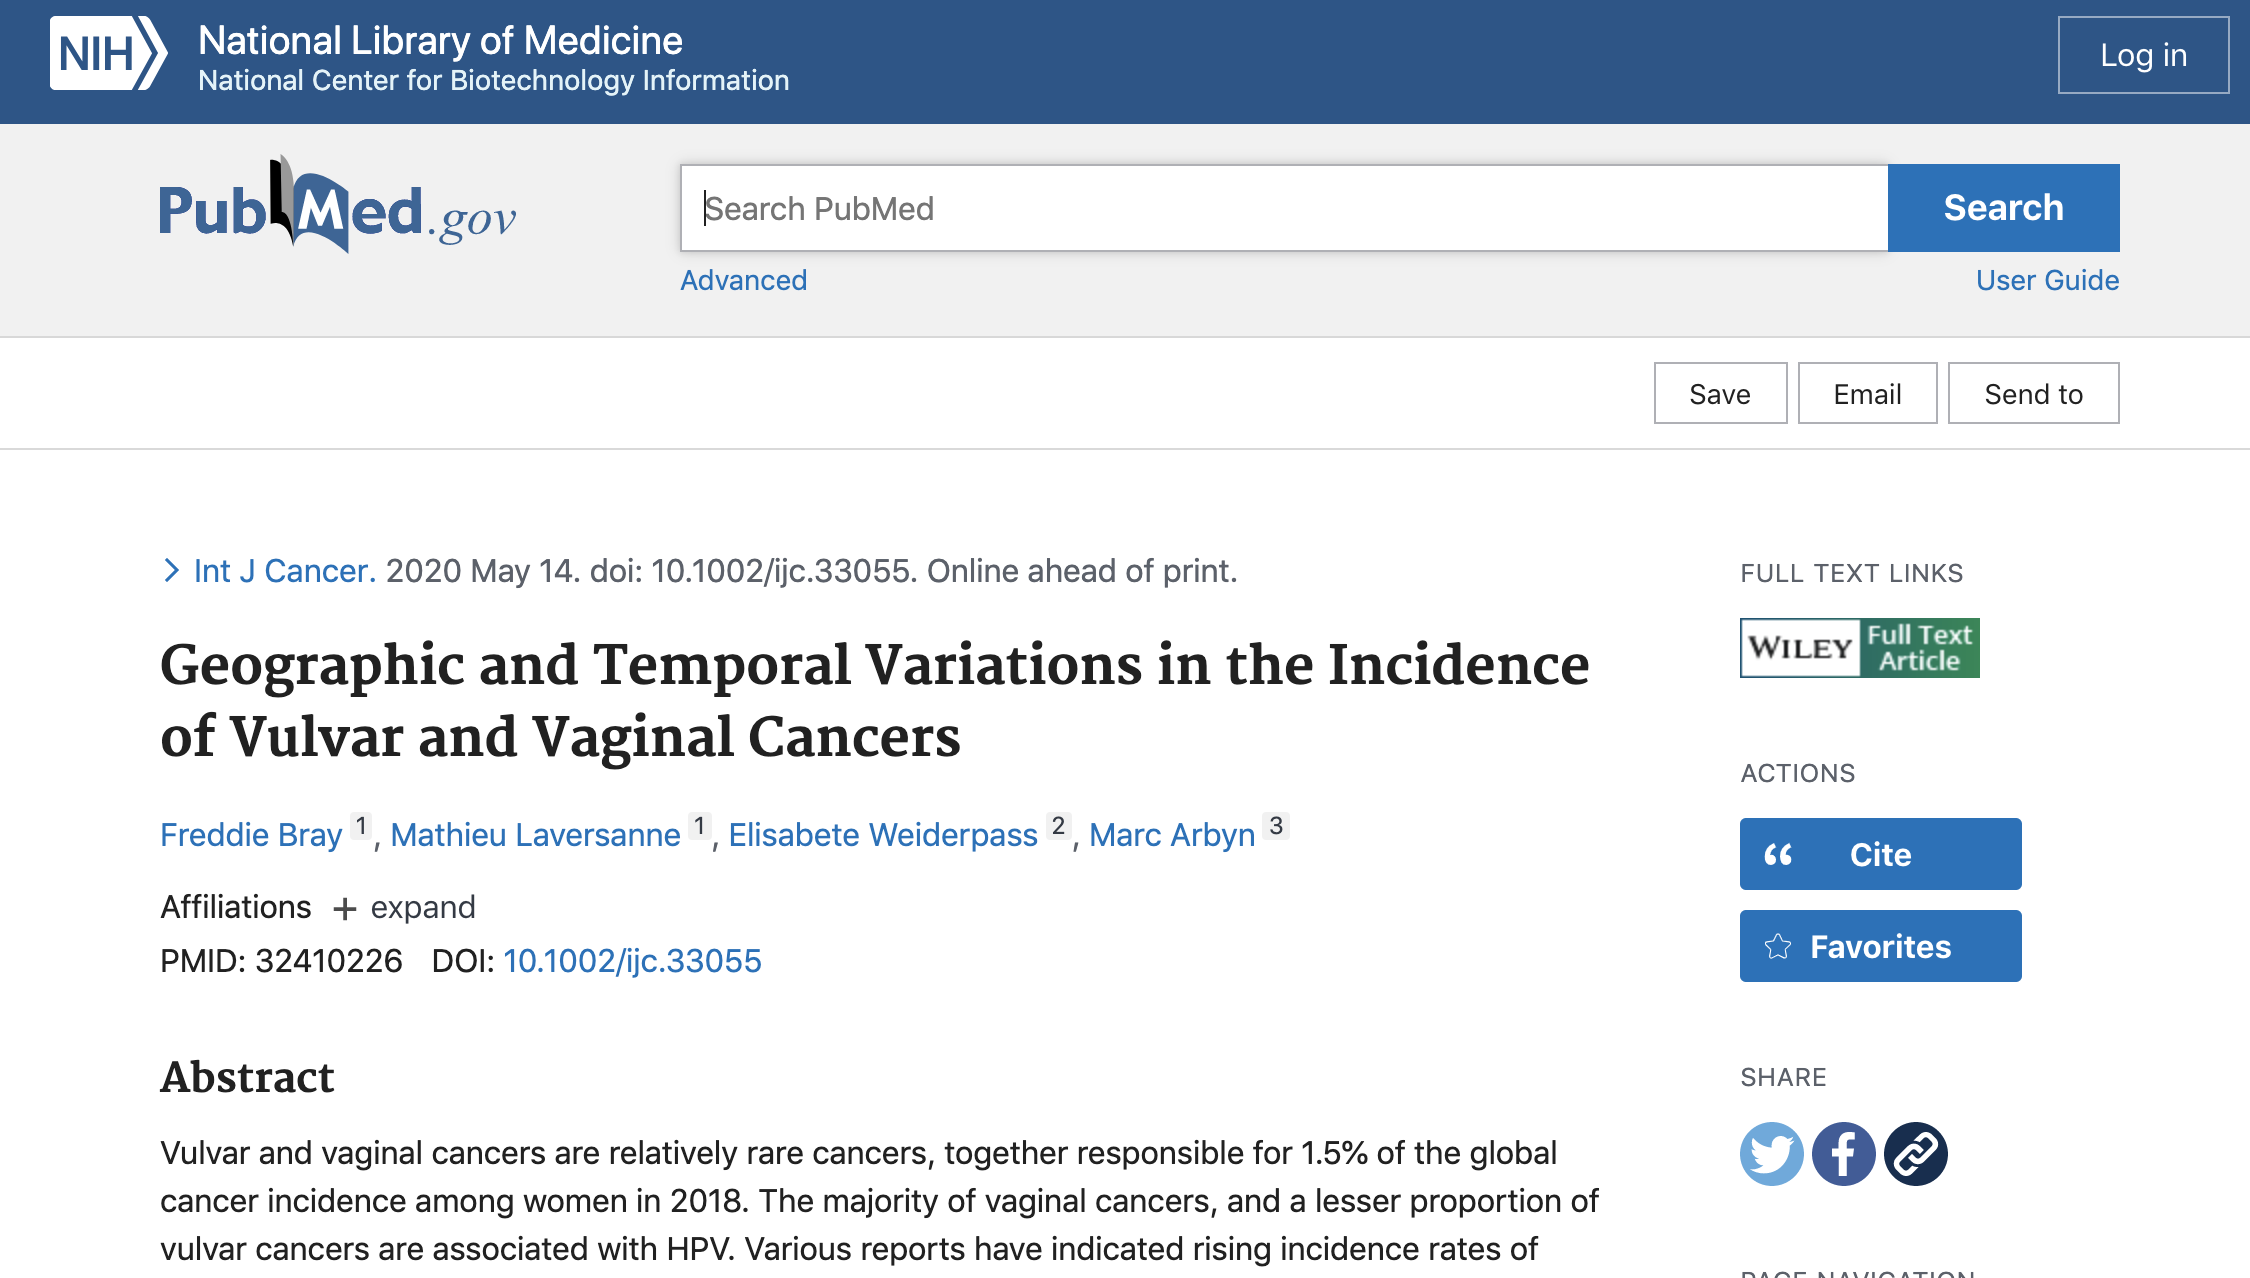 NIH
National Library of Medicine
National Center for Biotechnology Information
Log in
PubMed.gov
Search PubMed
Search
Advanced
User Guide
Save
Email
Send to
Int J Cancer. 2020 May 14. doi: 10.1002/ijc.33055. Online ahead of print.
Geographic and Temporal Variations in the Incidence
of Vulvar and Vaginal Cancers
Freddie Bray 1, Mathieu Laversanne 1, Elisabete Weiderpass 2, Marc Arbyn 3
Affiliations + expand
PMID: 32410226 DOI: 10.1002/ijc.33055
Abstract
Vulvar and vaginal cancers are relatively rare cancers, together responsible for 1.5% of the global
cancer incidence among women in 2018. The majority of vaginal cancers, and a lesser proportion of
vulvar cancers are associated with HPV. Various reports have indicated rising incidence rates of
FULL TEXT LINKS
WILEY
Full Text
Article
ACTIONS
Cite
Favorites
SHARE
PAGE NAVIGATION